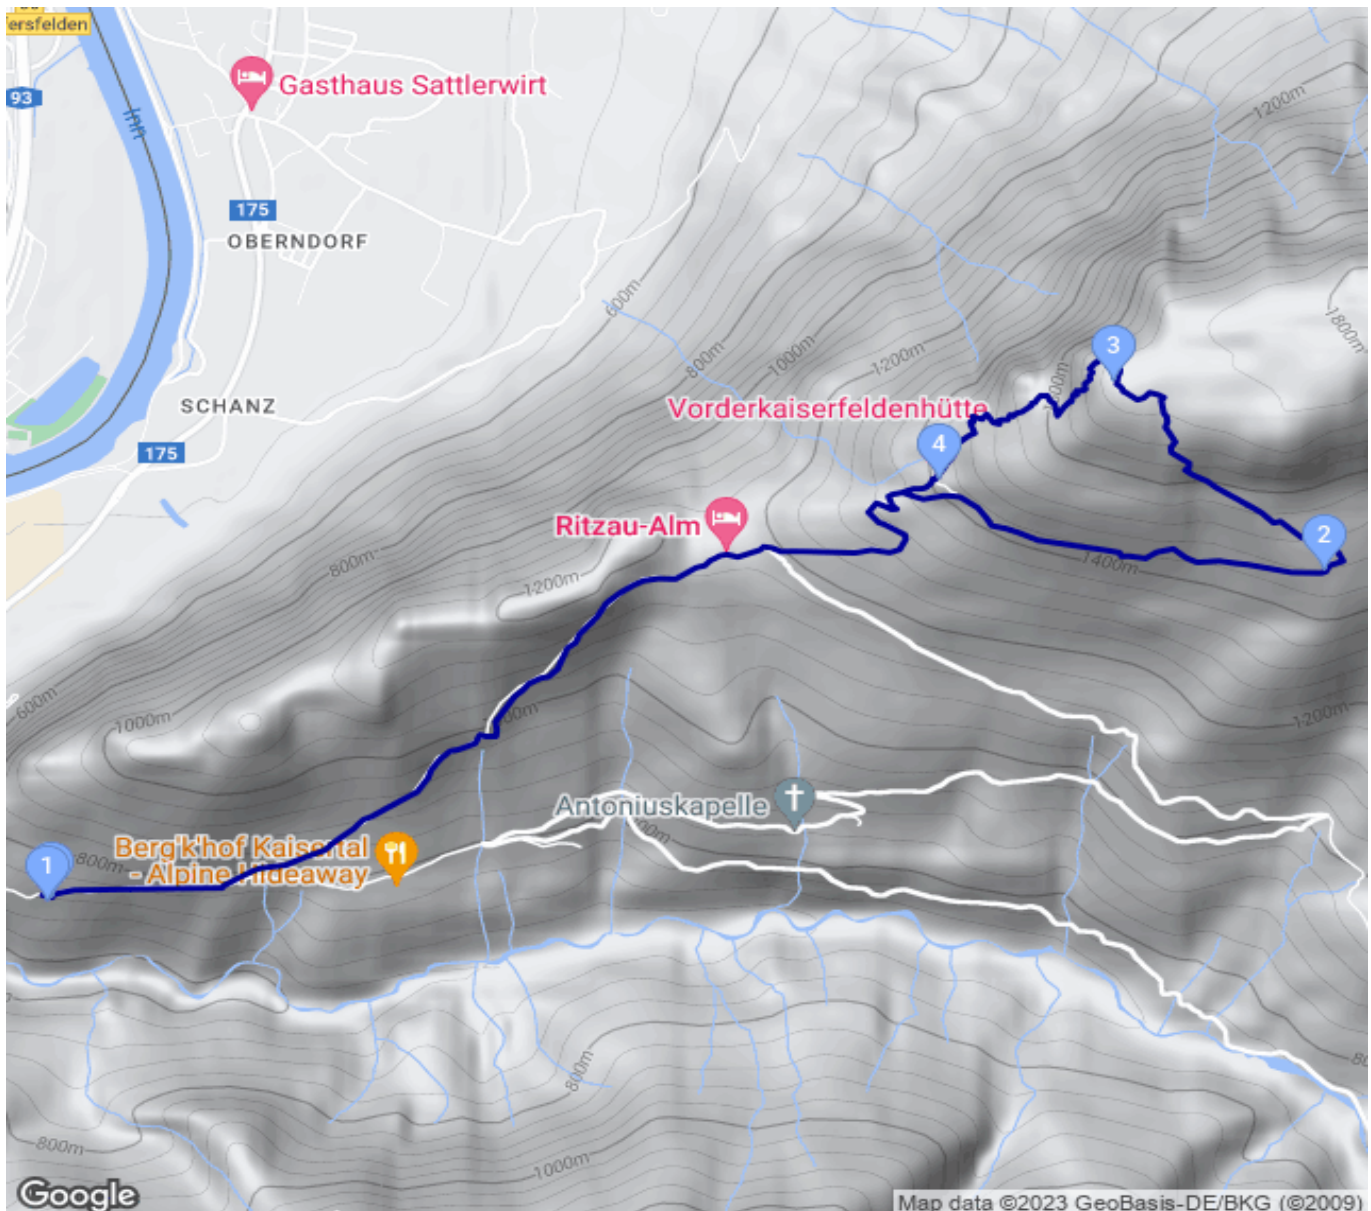 ersfelden
93
Inn
Gasthaus Sattlerwirt
1200m
175
OBERNDORF
600m
1800m
800m
1000m
1200m
3
SCHANZ
Vorderkaiserfeldenhütte
4
175
Ritzau-Alm
2
800m
1200m
1400m
600m
1000m
1200m
Antoniuskapelle
Berg'k'hof Kaisertal
- Alpine Hideaway
1
800m
800m
800m
1000m
Google
Map data ©2023 GeoBasis-DE/BKG (©2009)